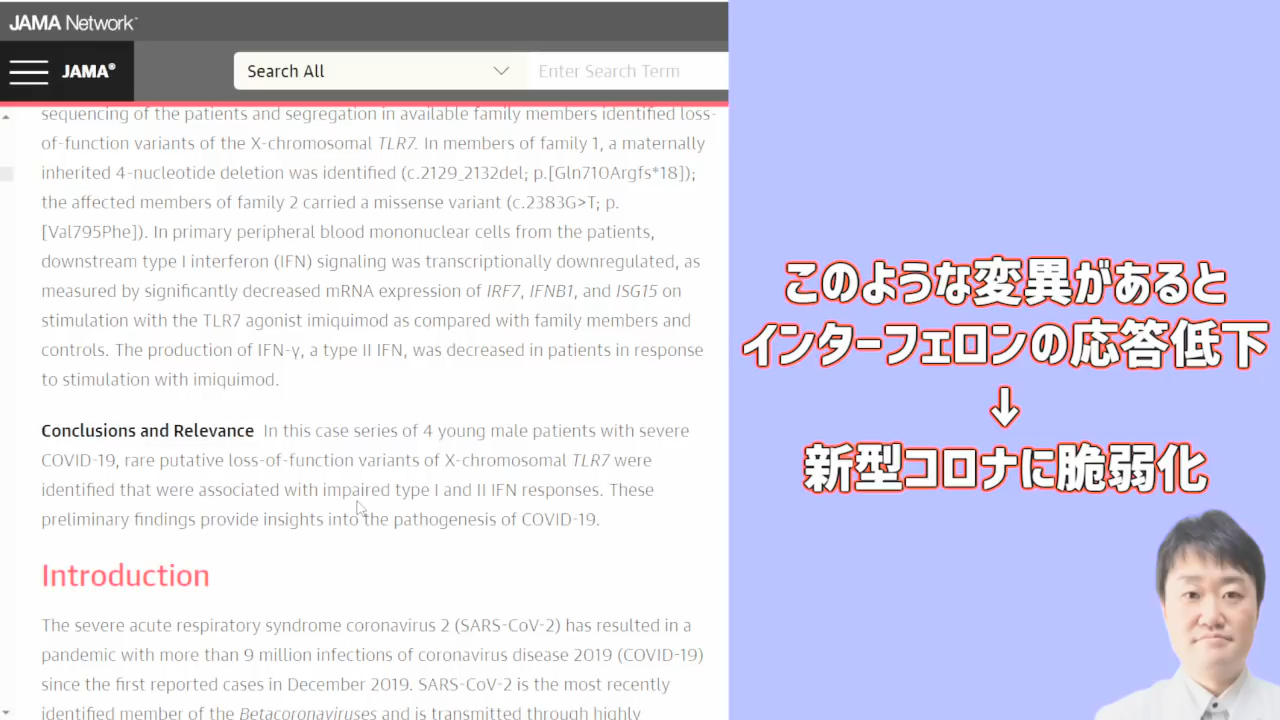 JAMA Network™
JAMA®
Search All
Enter Search Term
sequencing of the patients and segregation in available family members identified loss-
of-function variants of the X-chromosomal TLR7. In members of family 1, a maternally
inherited 4-nucleotide deletion was identified (c.2129_2132del; p.[Gln710Argfs*18]);
the affected members of family 2 carried a missense variant (c.2383G>T; p.
[Val795Phe]). In primary peripheral blood mononuclear cells from the patients,
downstream type I interferon (IFN) signaling was transcriptionally downregulated, as
measured by significantly decreased mRNA expression of IRF7, IFNB1, and ISG15 on
stimulation with the TLR7 agonist imiquimod as compared with family members and
controls. The production of IFN-γ, a type II IFN, was decreased in patients in response
to stimulation with imiquimod.
Conclusions and Relevance In this case series of 4 young male patients with severe
COVID-19, rare putative loss-of-function variants of X-chromosomal TLR7 were
identified that were associated with impaired type I and II IFN responses. These
preliminary findings provide insights into the pathogenesis of COVID-19.
Introduction
The severe acute respiratory syndrome coronavirus 2 (SARS-CoV-2) has resulted in a
pandemic with more than 9 million infections of coronavirus disease 2019 (COVID-19)
since the first reported cases in December 2019. SARS-CoV-2 is the most recently
identified member of the Betacoronaviruses and is transmitted through highly
このような変異があると
インターフェロンの応答低下
↓
新型コロナに脆弱化